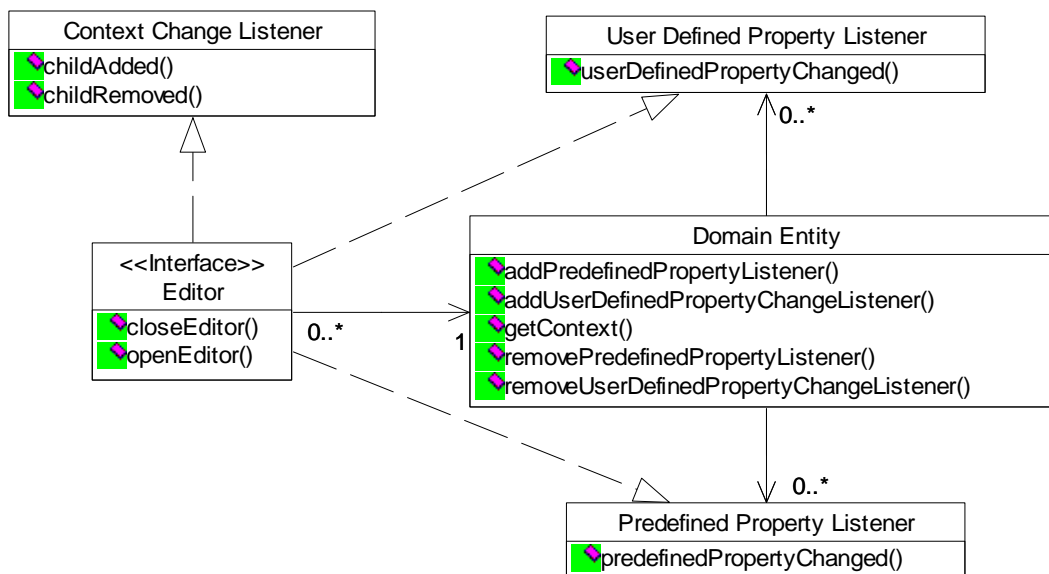 Context Change Listener
childAdded()
childRemoved()
User Defined Property Listener
userDefinedPropertyChanged()
0..*
Domain Entity
addPredefinedPropertyListener()
addUserDefinedPropertyChangeListener()
getContext()
removePredefinedPropertyListener()
removeUserDefinedPropertyChangeListener()
<<Interface>>
Editor
closeEditor()
openEditor()
0..*
1
0..*
Predefined Property Listener
predefinedPropertyChanged()